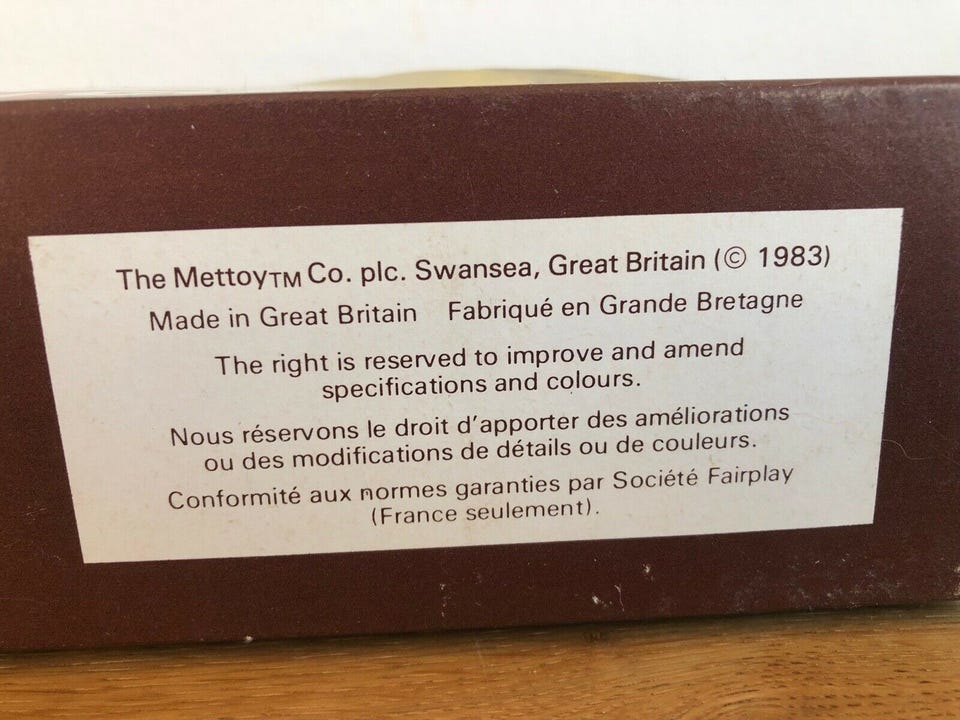 The Mettoy™ Co. plc. Swansea, Great Britain (© 1983)
Made in Great Britain Fabriqué en Grande Bretagne
The right is reserved to improve and amend
specifications and colours.
Nous réservons le droit d'apporter des améliorations
ou des modifications de détails ou de couleurs.
Conformité aux normes garanties par Société Fairplay
(France seulement).